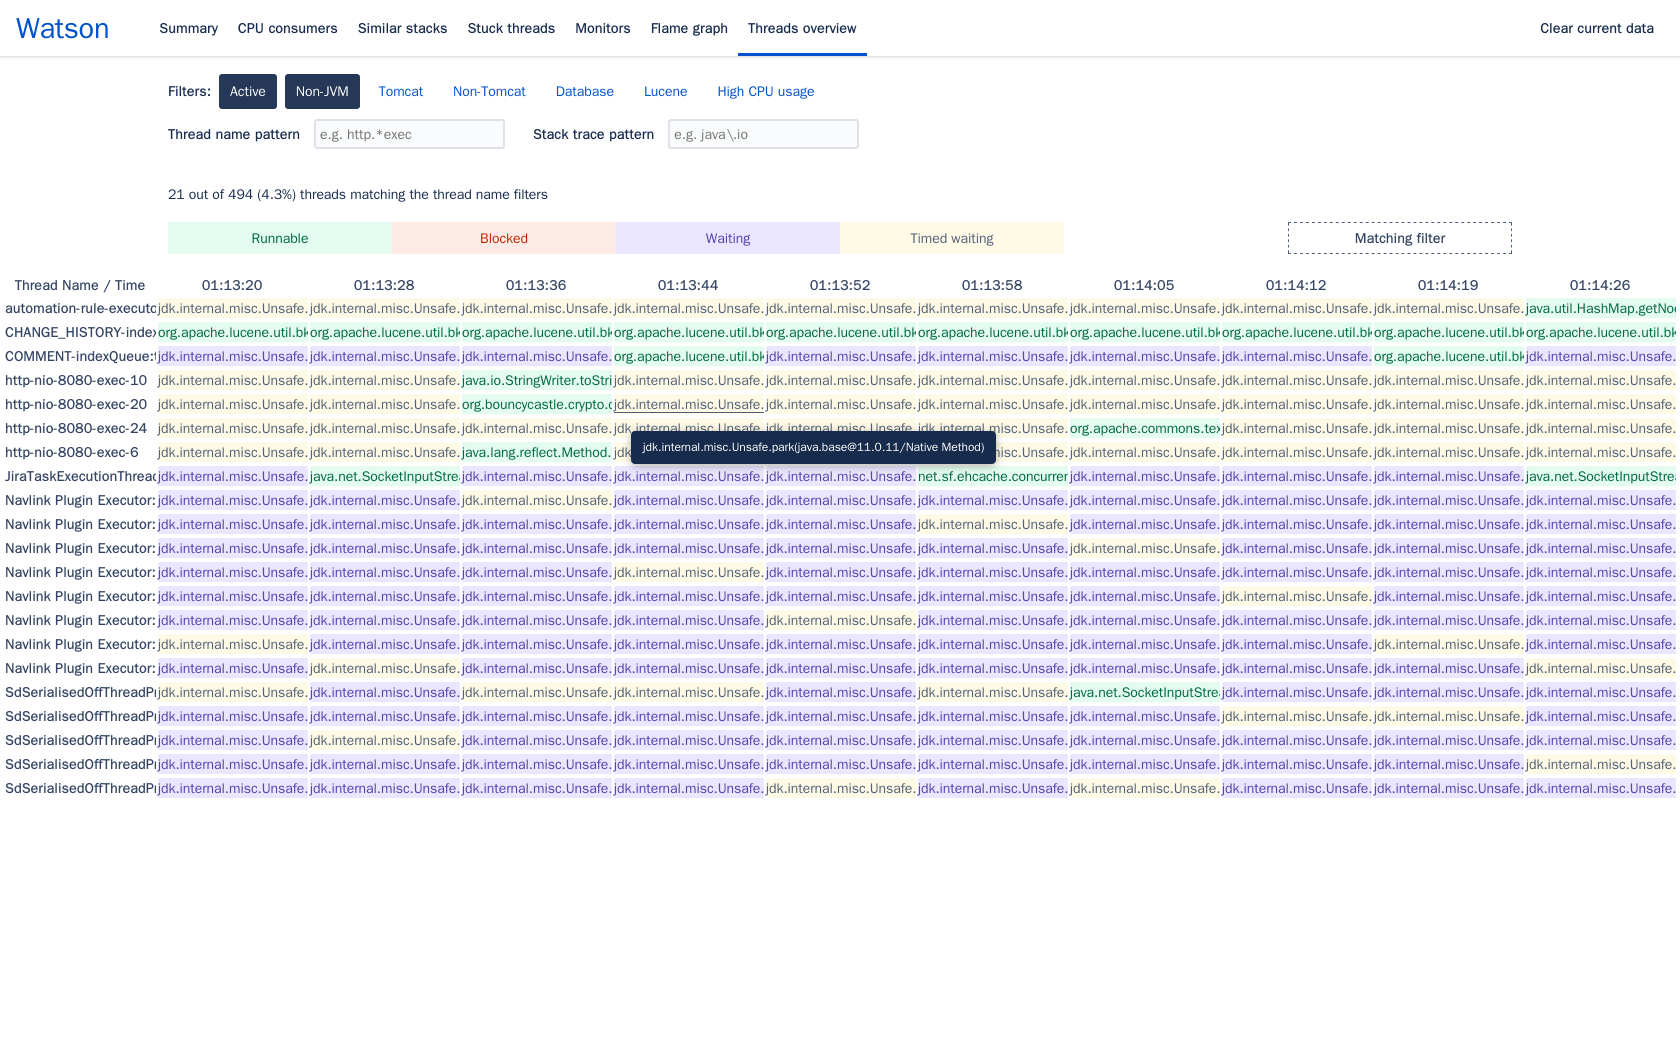 Watson Summary CPU consumers Similar stacks Stuck threads Monitors Flame graph Threads overview Clear current data
Filters: Active Non-JVM Tomcat Non-Tomcat Database Lucene High CPU usage
Thread name pattern e.g. http.*exec Stack trace pattern e.g. java\.io
21 out of 494 (4.3%) threads matching the thread name filters
Runnable Blocked Waiting Timed waiting Matching filter
Thread Name / Time 01:13:20 01:13:28 01:13:36 01:13:44 01:13:52 01:13:58 01:14:05 01:14:12 01:14:19 01:14:26
automation-rule-executo jdk.internal.misc.Unsafe. jdk.internal.misc.Unsafe. jdk.internal.misc.Unsafe. jdk.internal.misc.Unsafe. jdk.internal.misc.Unsafe. jdk.internal.misc.Unsafe. jdk.internal.misc.Unsafe. jdk.internal.misc.Unsafe. jdk.internal.misc.Unsafe. java.util.HashMap.getNo
CHANGE_HISTORY-index org.apache.lucene.util.bk org.apache.lucene.util.bk org.apache.lucene.util.bk org.apache.lucene.util.bk org.apache.lucene.util.bk org.apache.lucene.util.bk org.apache.lucene.util.bk org.apache.lucene.util.bk org.apache.lucene.util.bk org.apache.lucene.util.bk
COMMENT-indexQueue: jdk.internal.misc.Unsafe. jdk.internal.misc.Unsafe. jdk.internal.misc.Unsafe. org.apache.lucene.util.bk jdk.internal.misc.Unsafe. jdk.internal.misc.Unsafe. jdk.internal.misc.Unsafe. jdk.internal.misc.Unsafe. org.apache.lucene.util.bk jdk.internal.misc.Unsafe.
http-nio-8080-exec-10 jdk.internal.misc.Unsafe. jdk.internal.misc.Unsafe. java.io.StringWriter.toStri jdk.internal.misc.Unsafe. jdk.internal.misc.Unsafe. jdk.internal.misc.Unsafe. jdk.internal.misc.Unsafe. jdk.internal.misc.Unsafe. jdk.internal.misc.Unsafe. jdk.internal.misc.Unsafe.
http-nio-8080-exec-20 jdk.internal.misc.Unsafe. jdk.internal.misc.Unsafe. org.bouncycastle.crypto.c jdk.internal.misc.Unsafe. jdk.internal.misc.Unsafe. jdk.internal.misc.Unsafe. jdk.internal.misc.Unsafe. jdk.internal.misc.Unsafe. jdk.internal.misc.Unsafe. jdk.internal.misc.Unsafe.
http-nio-8080-exec-24 jdk.internal.misc.Unsafe. jdk.internal.misc.Unsafe. jdk.internal.misc.Unsafe. jdk.internal.misc.Unsafe. jdk.internal.misc.Unsafe. jdk.internal.misc.Unsafe. org.apache.commons.tex jdk.internal.misc.Unsafe. jdk.internal.misc.Unsafe. jdk.internal.misc.Unsafe.
jdk.internal.misc.Unsafe.park(java.base@11.0.11/Native Method)
http-nio-8080-exec-6 jdk.internal.misc.Unsafe. jdk.internal.misc.Unsafe. java.lang.reflect.Method. isc.Unsafe. jdk.internal.misc.Unsafe. jdk.internal.misc.Unsafe. jdk.internal.misc.Unsafe. jdk.internal.misc.Unsafe.
JiraTaskExecutionThread jdk.internal.misc.Unsafe. java.net.SocketInputStre jdk.internal.misc.Unsafe. jdk.internal.misc.Unsafe. jdk.internal.misc.Unsafe. net.sf.ehcache.concurrer jdk.internal.misc.Unsafe. jdk.internal.misc.Unsafe. jdk.internal.misc.Unsafe. java.net.SocketInputStre
Navlink Plugin Executor: jdk.internal.misc.Unsafe. jdk.internal.misc.Unsafe. jdk.internal.misc.Unsafe. jdk.internal.misc.Unsafe. jdk.internal.misc.Unsafe. jdk.internal.misc.Unsafe. jdk.internal.misc.Unsafe. jdk.internal.misc.Unsafe. jdk.internal.misc.Unsafe. jdk.internal.misc.Unsafe.
Navlink Plugin Executor: jdk.internal.misc.Unsafe. jdk.internal.misc.Unsafe. jdk.internal.misc.Unsafe. jdk.internal.misc.Unsafe. jdk.internal.misc.Unsafe. jdk.internal.misc.Unsafe. jdk.internal.misc.Unsafe. jdk.internal.misc.Unsafe. jdk.internal.misc.Unsafe. jdk.internal.misc.Unsafe.
Navlink Plugin Executor: jdk.internal.misc.Unsafe. jdk.internal.misc.Unsafe. jdk.internal.misc.Unsafe. jdk.internal.misc.Unsafe. jdk.internal.misc.Unsafe. jdk.internal.misc.Unsafe. jdk.internal.misc.Unsafe. jdk.internal.misc.Unsafe. jdk.internal.misc.Unsafe. jdk.internal.misc.Unsafe.
Navlink Plugin Executor: jdk.internal.misc.Unsafe. jdk.internal.misc.Unsafe. jdk.internal.misc.Unsafe. jdk.internal.misc.Unsafe. jdk.internal.misc.Unsafe. jdk.internal.misc.Unsafe. jdk.internal.misc.Unsafe. jdk.internal.misc.Unsafe. jdk.internal.misc.Unsafe. jdk.internal.misc.Unsafe.
Navlink Plugin Executor: jdk.internal.misc.Unsafe. jdk.internal.misc.Unsafe. jdk.internal.misc.Unsafe. jdk.internal.misc.Unsafe. jdk.internal.misc.Unsafe. jdk.internal.misc.Unsafe. jdk.internal.misc.Unsafe. jdk.internal.misc.Unsafe. jdk.internal.misc.Unsafe. jdk.internal.misc.Unsafe.
Navlink Plugin Executor: jdk.internal.misc.Unsafe. jdk.internal.misc.Unsafe. jdk.internal.misc.Unsafe. jdk.internal.misc.Unsafe. jdk.internal.misc.Unsafe. jdk.internal.misc.Unsafe. jdk.internal.misc.Unsafe. jdk.internal.misc.Unsafe. jdk.internal.misc.Unsafe. jdk.internal.misc.Unsafe.
Navlink Plugin Executor: jdk.internal.misc.Unsafe. jdk.internal.misc.Unsafe. jdk.internal.misc.Unsafe. jdk.internal.misc.Unsafe. jdk.internal.misc.Unsafe. jdk.internal.misc.Unsafe. jdk.internal.misc.Unsafe. jdk.internal.misc.Unsafe. jdk.internal.misc.Unsafe. jdk.internal.misc.Unsafe.
Navlink Plugin Executor: jdk.internal.misc.Unsafe. jdk.internal.misc.Unsafe. jdk.internal.misc.Unsafe. jdk.internal.misc.Unsafe. jdk.internal.misc.Unsafe. jdk.internal.misc.Unsafe. jdk.internal.misc.Unsafe. jdk.internal.misc.Unsafe. jdk.internal.misc.Unsafe. jdk.internal.misc.Unsafe.
SdSerialisedOffThreadPr jdk.internal.misc.Unsafe. jdk.internal.misc.Unsafe. jdk.internal.misc.Unsafe. jdk.internal.misc.Unsafe. jdk.internal.misc.Unsafe. jdk.internal.misc.Unsafe. java.net.SocketInputStre jdk.internal.misc.Unsafe. jdk.internal.misc.Unsafe. jdk.internal.misc.Unsafe.
SdSerialisedOffThreadPr jdk.internal.misc.Unsafe. jdk.internal.misc.Unsafe. jdk.internal.misc.Unsafe. jdk.internal.misc.Unsafe. jdk.internal.misc.Unsafe. jdk.internal.misc.Unsafe. jdk.internal.misc.Unsafe. jdk.internal.misc.Unsafe. jdk.internal.misc.Unsafe. jdk.internal.misc.Unsafe.
SdSerialisedOffThreadPr jdk.internal.misc.Unsafe. jdk.internal.misc.Unsafe. jdk.internal.misc.Unsafe. jdk.internal.misc.Unsafe. jdk.internal.misc.Unsafe. jdk.internal.misc.Unsafe. jdk.internal.misc.Unsafe. jdk.internal.misc.Unsafe. jdk.internal.misc.Unsafe. jdk.internal.misc.Unsafe.
SdSerialisedOffThreadPr jdk.internal.misc.Unsafe. jdk.internal.misc.Unsafe. jdk.internal.misc.Unsafe. jdk.internal.misc.Unsafe. jdk.internal.misc.Unsafe. jdk.internal.misc.Unsafe. jdk.internal.misc.Unsafe. jdk.internal.misc.Unsafe. jdk.internal.misc.Unsafe. jdk.internal.misc.Unsafe.
SdSerialisedOffThreadPr jdk.internal.misc.Unsafe. jdk.internal.misc.Unsafe. jdk.internal.misc.Unsafe. jdk.internal.misc.Unsafe. jdk.internal.misc.Unsafe. jdk.internal.misc.Unsafe. jdk.internal.misc.Unsafe. jdk.internal.misc.Unsafe. jdk.internal.misc.Unsafe. jdk.internal.misc.Unsafe.